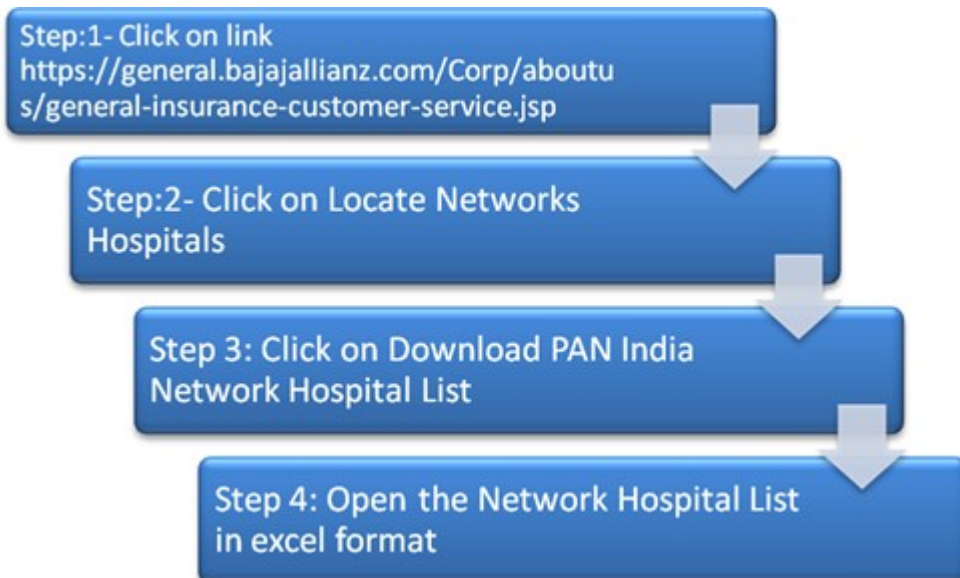 Step:1- Click on link
https://general.bajajallianz.com/Corp/aboutu
s/general-insurance-customer-service.jsp
Step:2- Click on Locate Networks
Hospitals
Step 3: Click on Download PAN India
Network Hospital List
Step 4: Open the Network Hospital List
in excel format